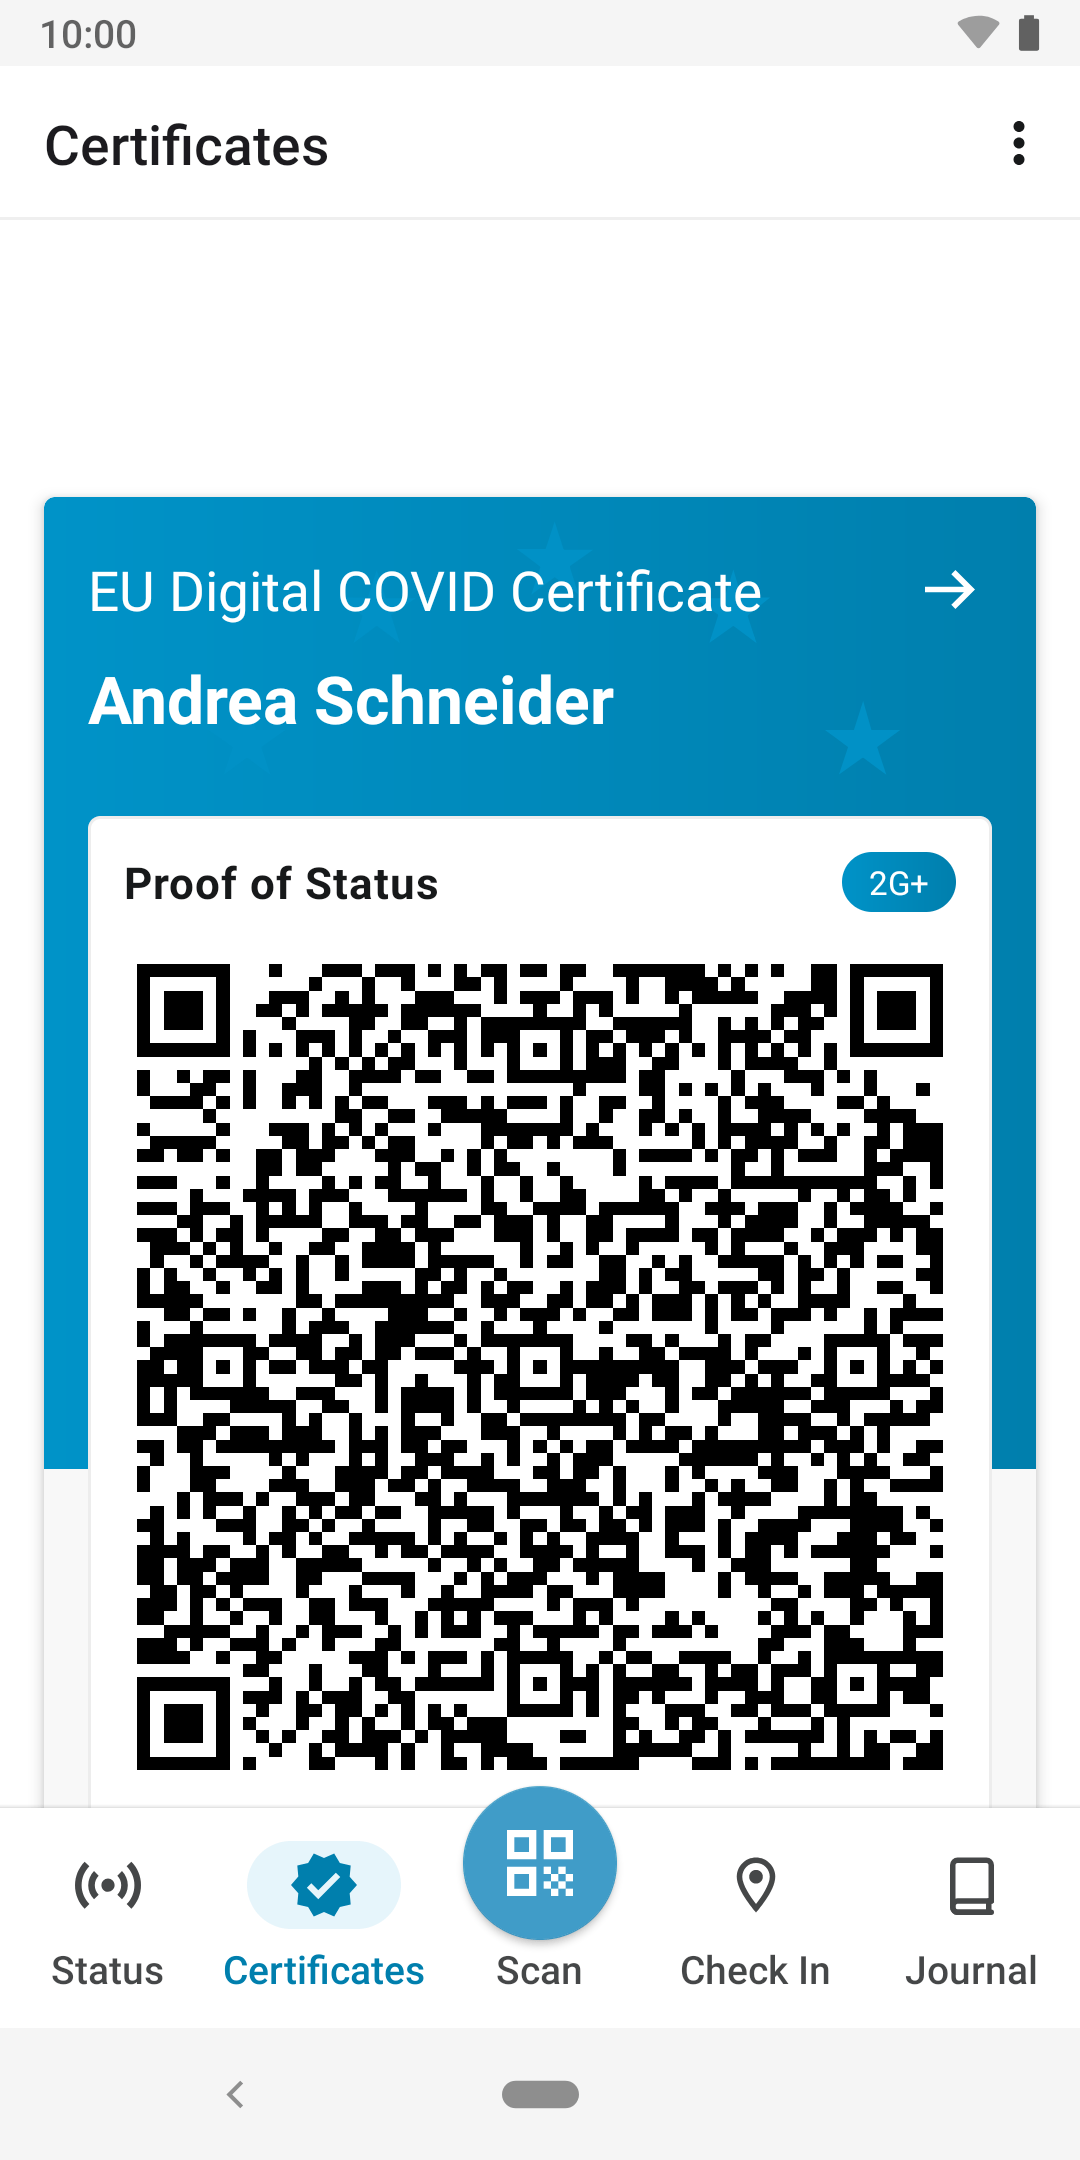 10:00
Certificates
EU Digital COVID Certificate
Andrea Schneider
Proof of Status
2G+
Status
Certificates
Scan
Check In
Journal